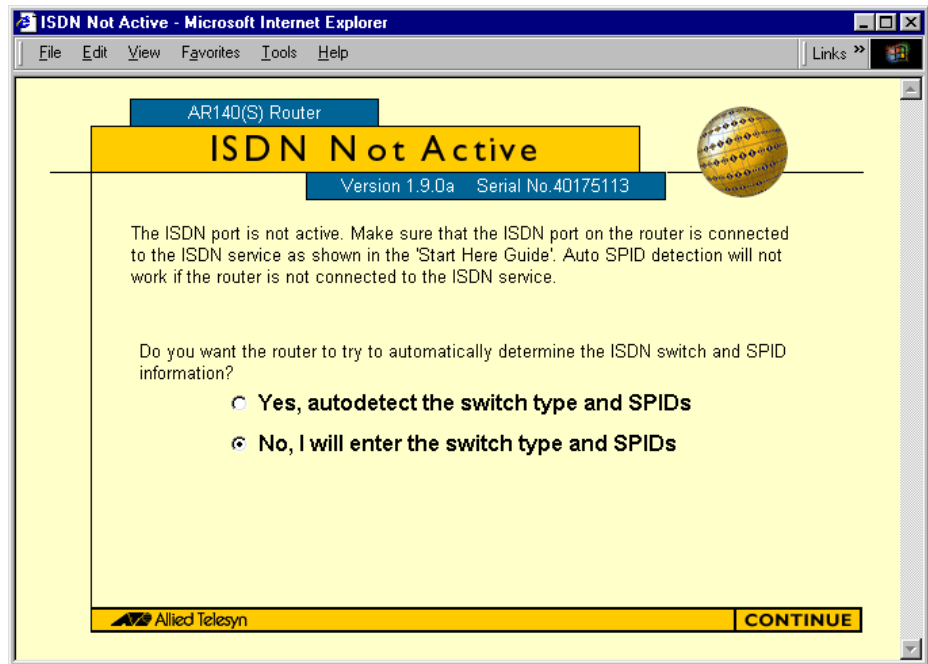 ISDN Not Active - Microsoft Internet Explorer
File Edit View Favorites Tools Help Links »
AR140(S) Router
ISDN Not Active
Version 1.9.0a Serial No.40175113
The ISDN port is not active. Make sure that the ISDN port on the router is connected
to the ISDN service as shown in the 'Start Here Guide'. Auto SPID detection will not
work if the router is not connected to the ISDN service.
Do you want the router to try to automatically determine the ISDN switch and SPID
information?
Yes, autodetect the switch type and SPIDs
No, I will enter the switch type and SPIDs
Allied Telesyn
CONTINUE